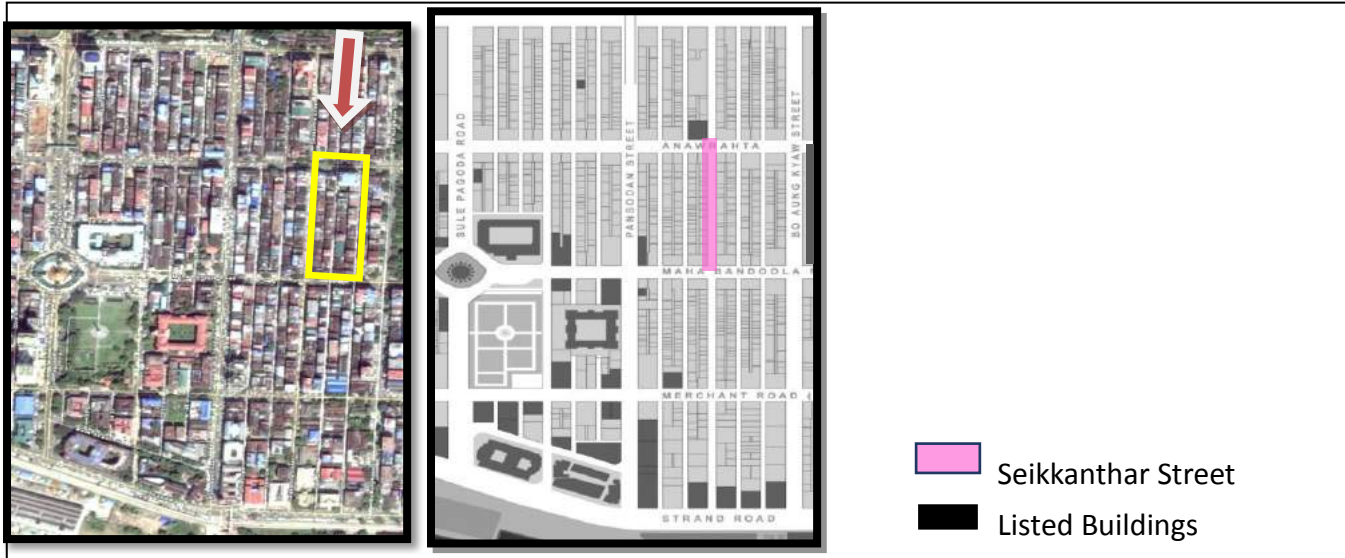 SULE PAGODA ROAD
PANSODAN STREET
BO AUNG KYAW STREET
ANAWRAHTA
MAHA BANDOOLA
MERCHANT ROAD (
STRAND ROAD
Seikkanthar Street
Listed Buildings